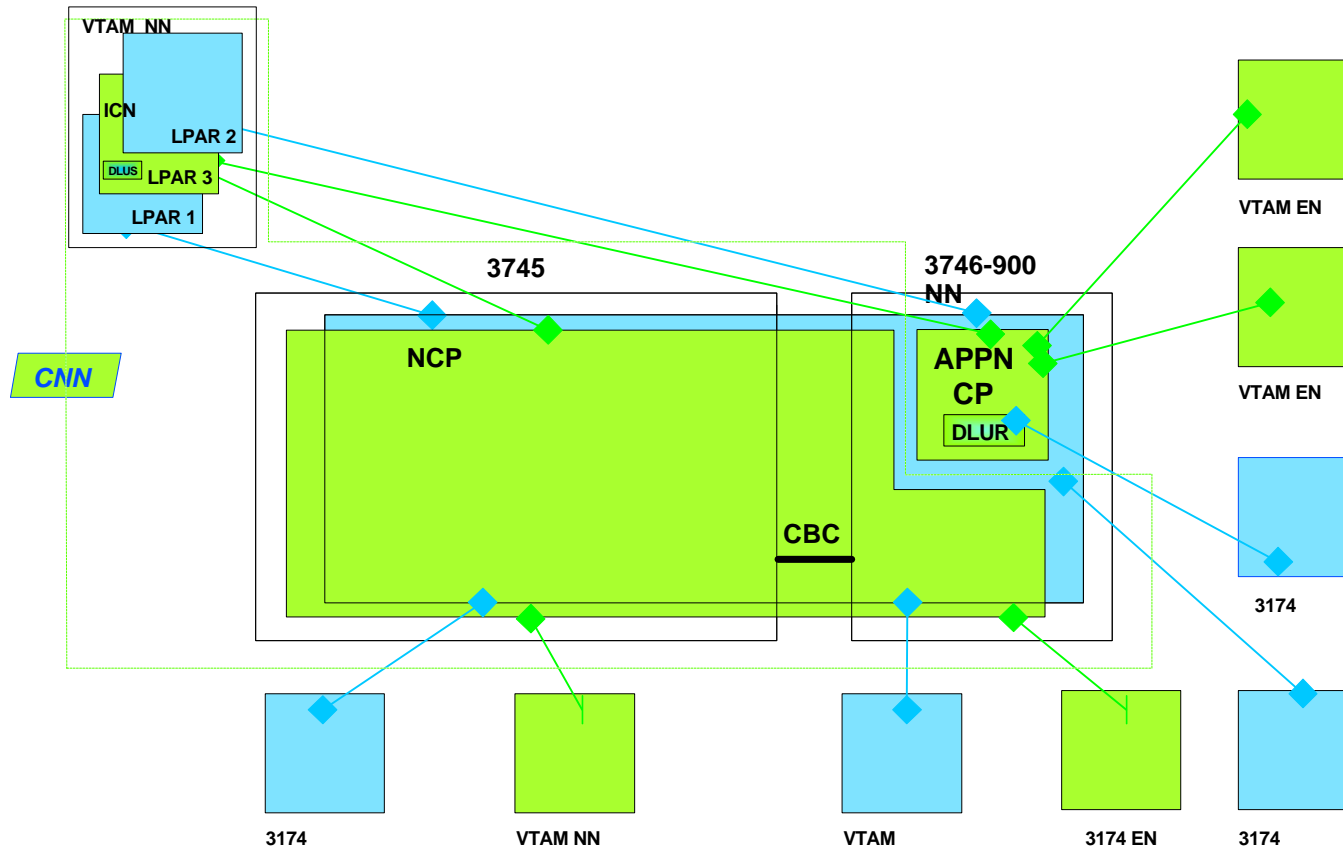 VTAM NN
ICN
LPAR 2
DLUS
LPAR 3
LPAR 1
VTAM EN
3745
3746-900
NN
CNN
NCP
APPN
CP
DLUR
VTAM EN
CBC
3174
3174
VTAM NN
VTAM
3174 EN
3174